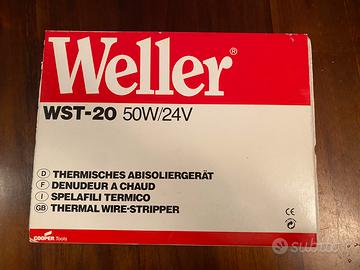 Weller®
WST-20 50W/24V
D THERMISCHES ABISOLIERGERÄT
F DENUDEUR A CHAUD
I SPELAFILI TERMICO
GB THERMAL WIRE-STRIPPER
CE
COOPER Tools
subito